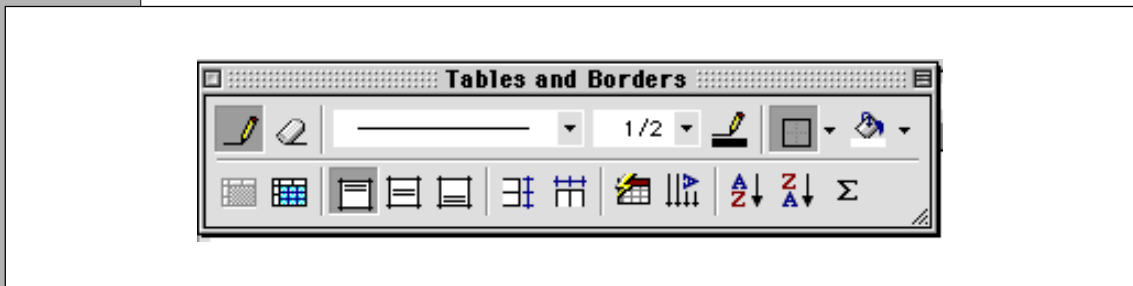 Tables and Borders
1/2
A
A Z Z A Σ